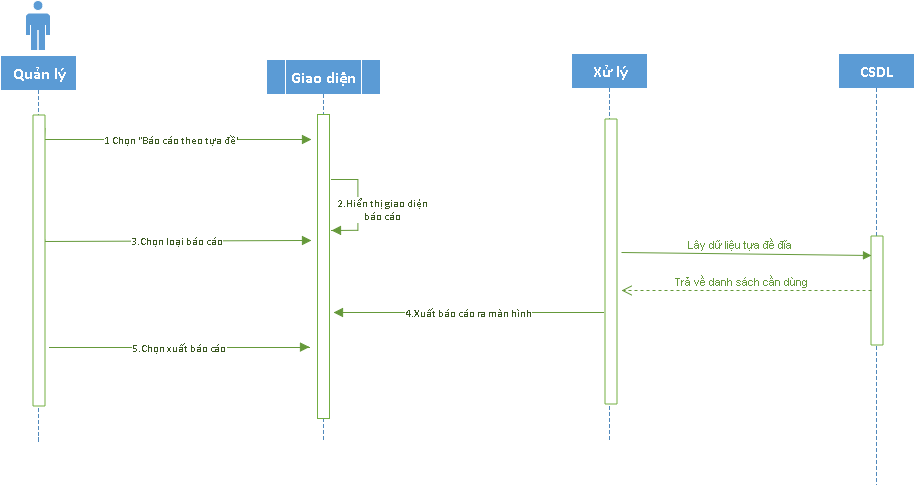 Quản lý
Giao diện
Xử lý
CSDL
1 Chọn "Báo cáo theo tựa đề"
2.Hiển thị giao diện
báo cáo
3.Chọn loại báo cáo
Lây dữ liệu tựa đề đĩa
Trả về danh sách cần dùng
4.Xuất báo cáo ra màn hình
5.Chọn xuất báo cáo